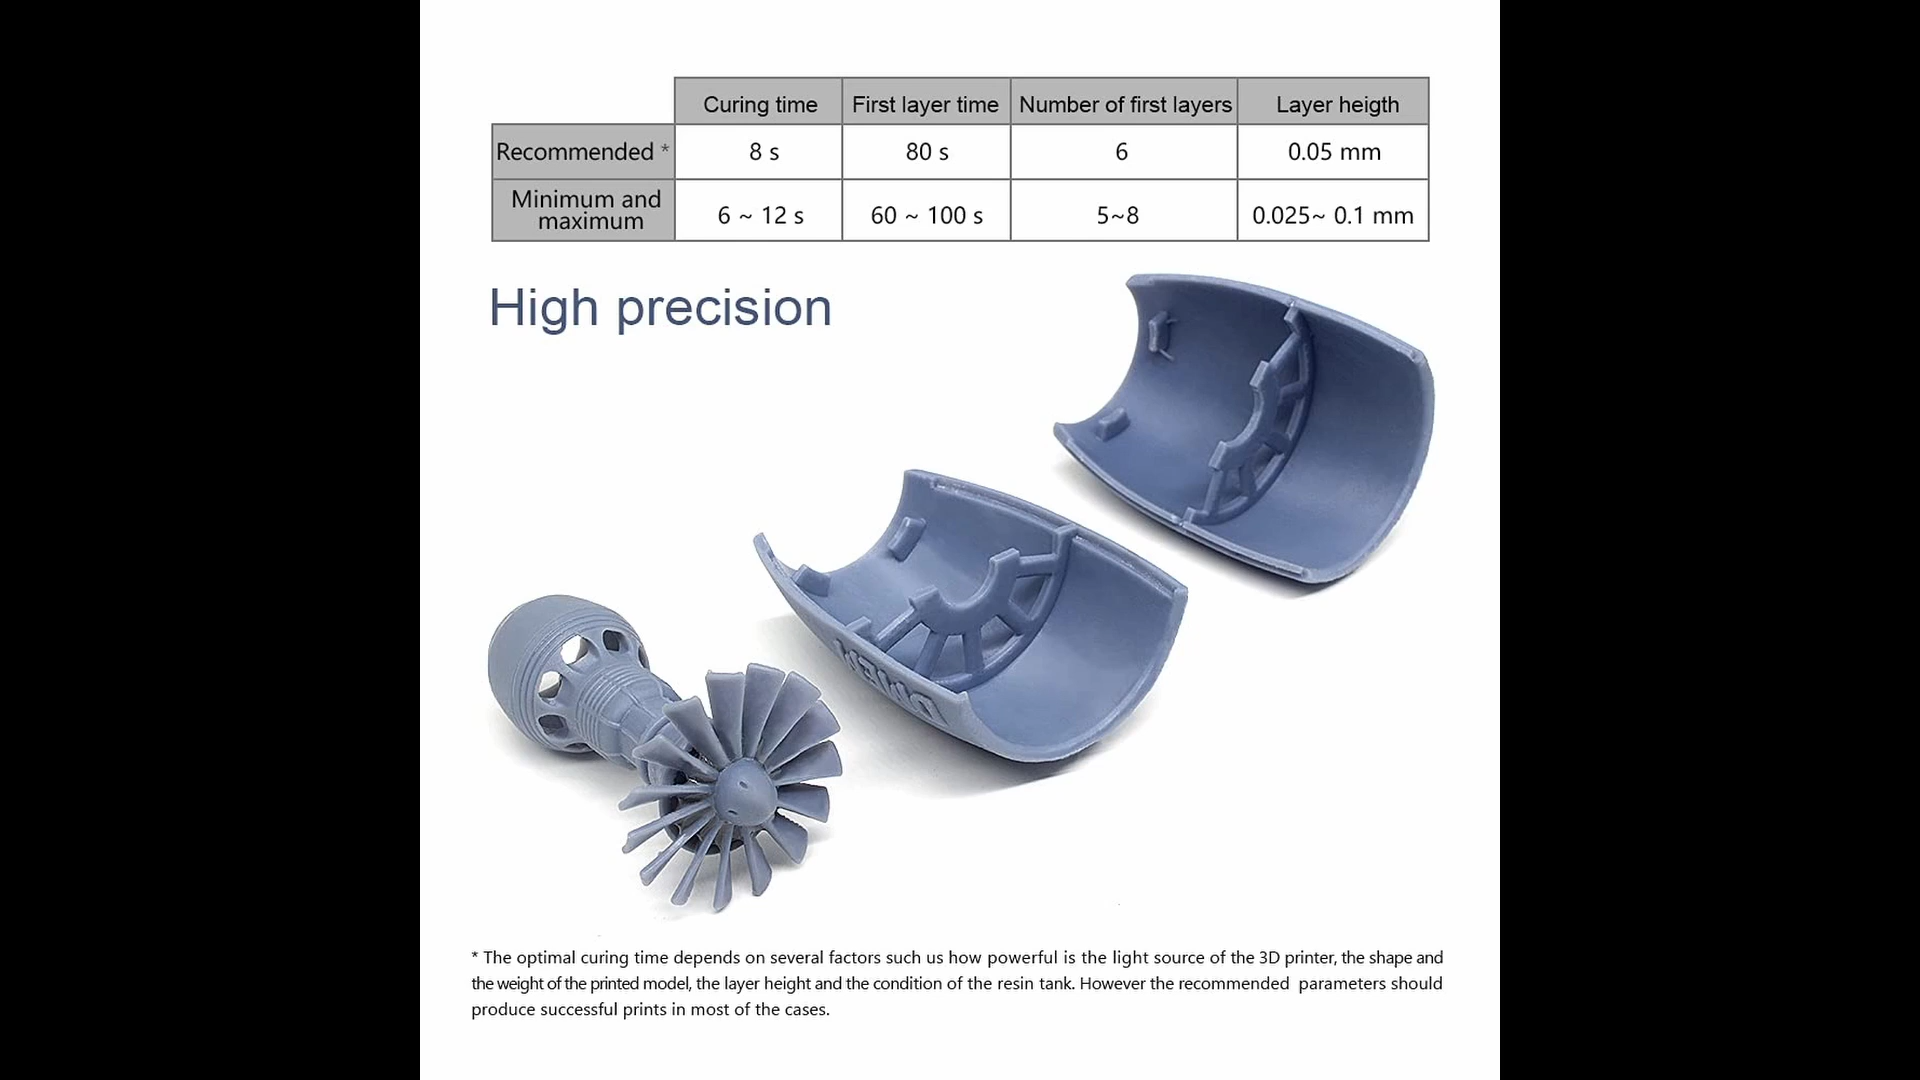 Curing time First layer time Number of first layers Layer heigth
Recommended * 8 s 80 s 6 0.05 mm
Minimum and
maximum 6 ~ 12 s 60 ~ 100 s 5~8 0.025~ 0.1 mm
High precision
* The optimal curing time depends on several factors such us how powerful is the light source of the 3D printer, the shape and
the weight of the printed model, the layer height and the condition of the resin tank. However the recommended parameters should
produce successful prints in most of the cases.